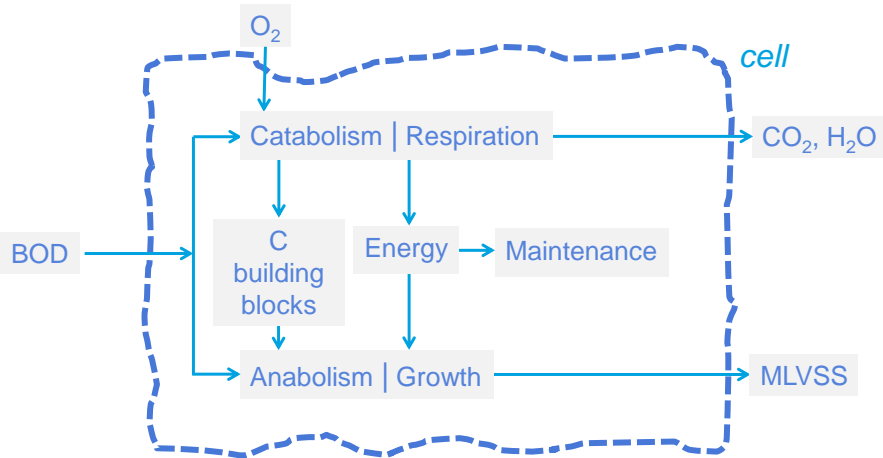 O₂
cell
Catabolism | Respiration
CO₂, H₂O
BOD
C
building
blocks
Energy
Maintenance
Anabolism | Growth
MLVSS